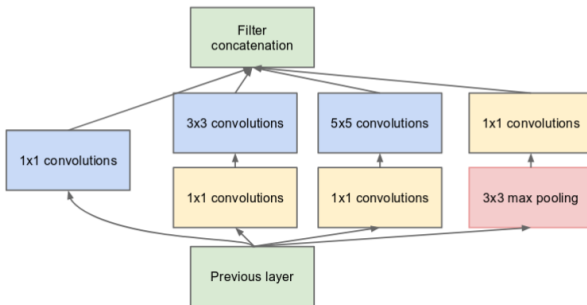 Filter
concatenation
3x3 convolutions
5x5 convolutions
1x1 convolutions
1x1 convolutions
1x1 convolutions
1x1 convolutions
3x3 max pooling
Previous layer